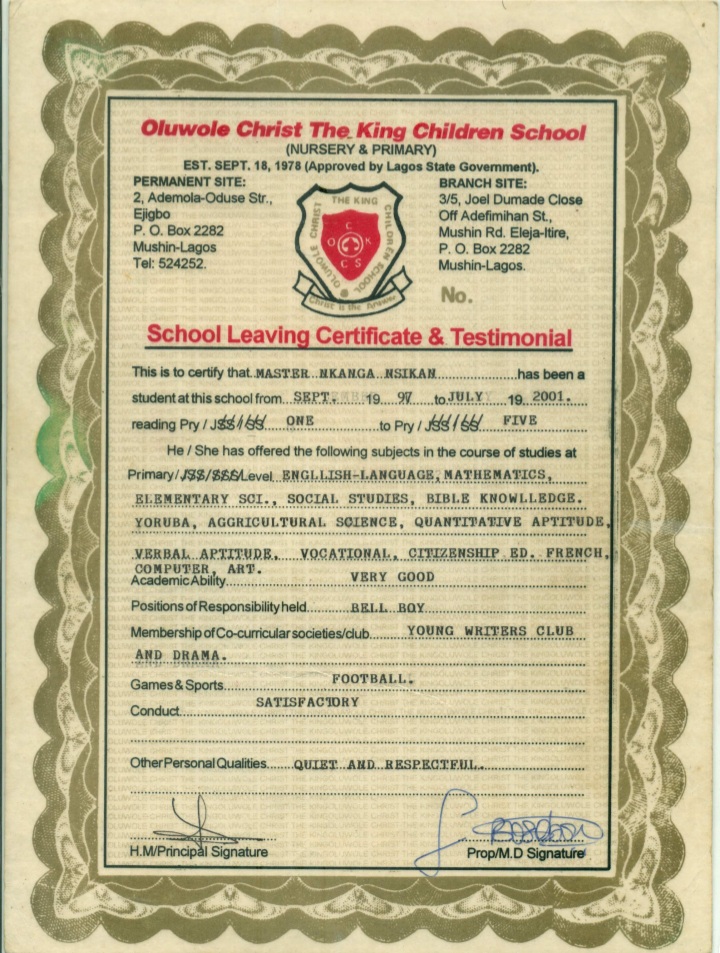 Oluwole Christ The King Children School
(NURSERY & PRIMARY)
EST. SEPT. 18, 1978 (Approved by Lagos State Government).
PERMANENT SITE:
2, Ademola-Oduse Str.,
Ejigbo
P. O. Box 2282
Mushin-Lagos
Tel: 524252.
OLUWOLE CHRIST THE KING CHILDREN SCHOOL
C
O C K
C S
Christ is the Answer
BRANCH SITE:
3/5, Joel Dumade Close
Off Adefimihan St.,
Mushin Rd. Eleja-Itire,
P. O. Box 2282
Mushin-Lagos.
No.
School Leaving Certificate & Testimonial
This is to certify that MASTER NKANGA NSIKAN has been a
student at this school from SEPT. 19 97 to JULY 19 2001.
reading Pry / JSS / SS ONE to Pry / JSS / SS FIVE
He / She has offered the following subjects in the course of studies at
Primary / JSS/SSS/Level ENGLLISH-LANGUAGE, MATHEMATICS,
ELEMENTARY SCI., SOCIAL STUDIES, BIBLE KNOWLLEDGE.
YORUBA, AGGRICULTURAL SCIENCE, QUANTITATIVE APTITUDE,
VERBAL APTITUDE, VOCATIONAL, CITIZENSHIP ED. FRENCH,
COMPUTER, ART.
Academic Ability VERY GOOD
Positions of Responsibility held BELL BOY
Membership of Co-curricular societies/club YOUNG WRITERS CLUB
AND DRAMA.
Games & Sports FOOTBALL.
Conduct SATISFACTORY
Other Personal Qualities QUIET AND RESPECTFUL.
H.M/Principal Signature
Prop/M.D Signature